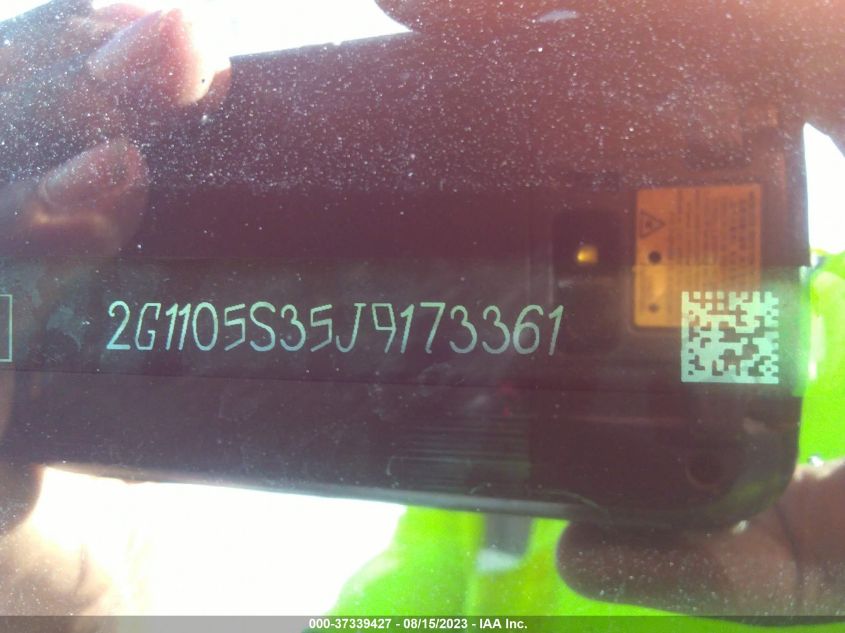 2G1105S35J9173361
000-37339427 - 08/15/2023 - IAA Inc.